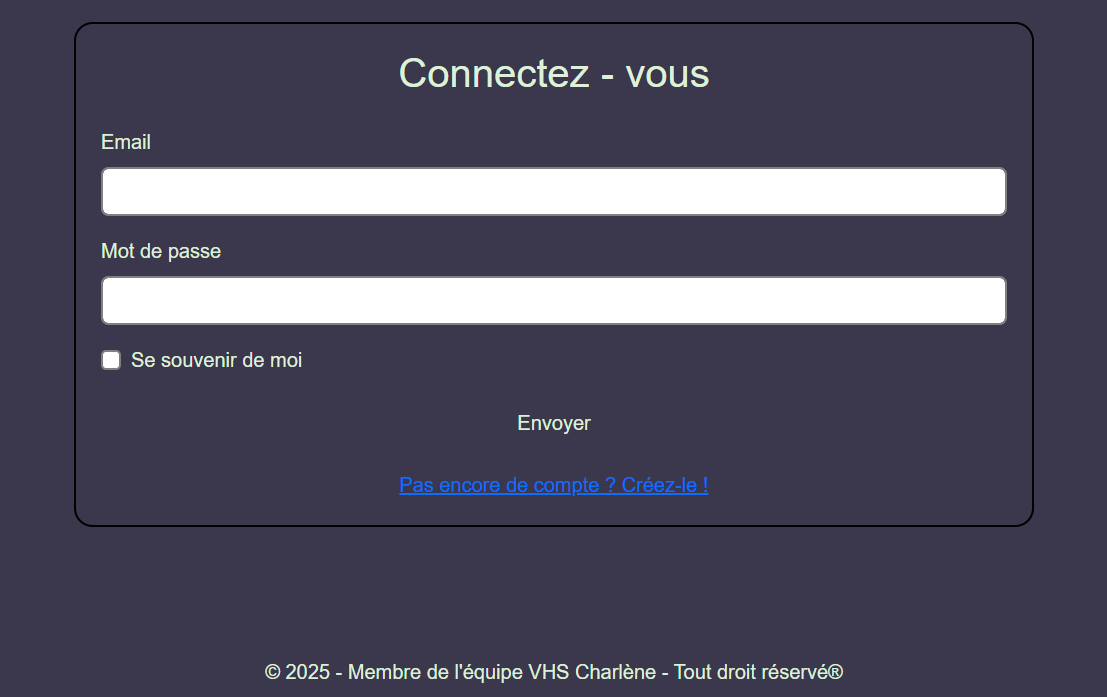 Connectez - vous
Email
Mot de passe
Se souvenir de moi
Envoyer
Pas encore de compte ? Créez-le !
© 2025 - Membre de l'équipe VHS Charlène - Tout droit réservé®